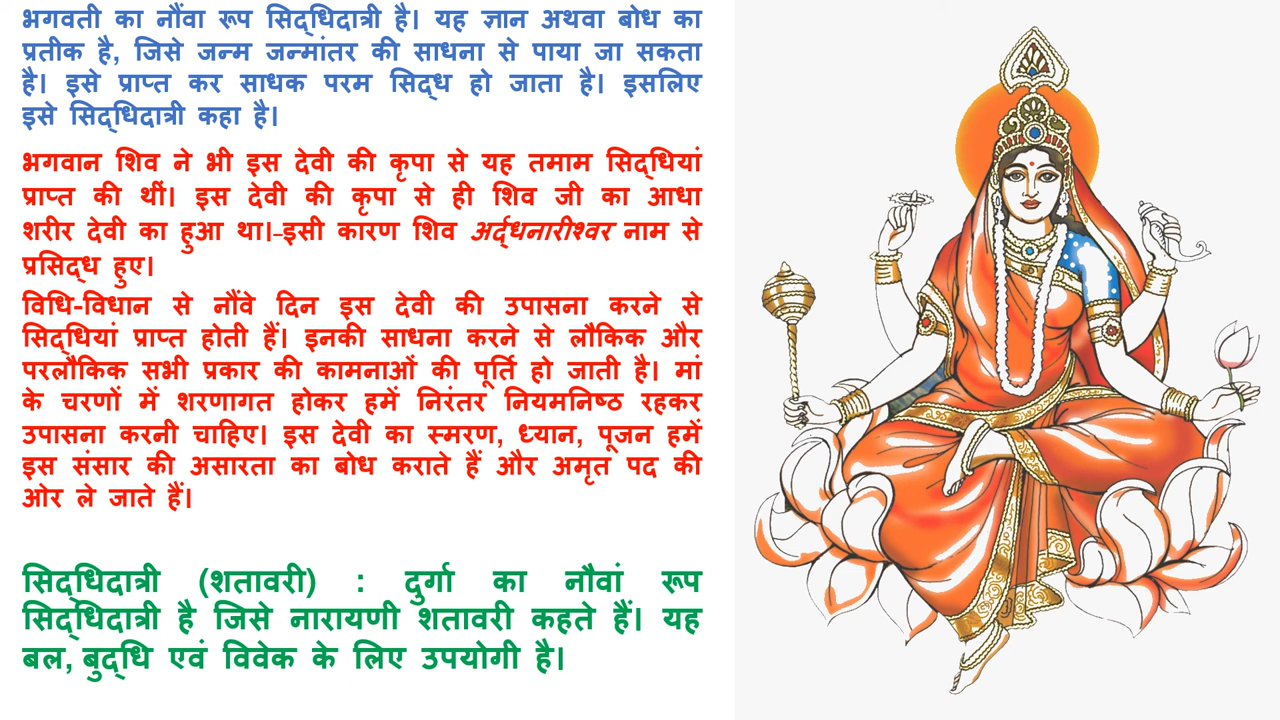 भगवती का नौंवा रूप सिद्धिदात्री है। यह ज्ञान अथवा बोध का
प्रतीक है, जिसे जन्म जन्मांतर की साधना से पाया जा सकता
है। इसे प्राप्त कर साधक परम सिद्ध हो जाता है। इसलिए
इसे सिद्धिदात्री कहा है।
भगवान शिव ने भी इस देवी की कृपा से यह तमाम सिद्धियां
प्राप्त की थीं। इस देवी की कृपा से ही शिव जी का आधा
शरीर देवी का हुआ था।-इसी कारण शिव अर्द्धनारीश्वर नाम से
प्रसिद्ध हुए।
विधि-विधान से नौंवे दिन इस देवी की उपासना करने से
सिद्धियां प्राप्त होती हैं। इनकी साधना करने से लौकिक और
परलौकिक सभी प्रकार की कामनाओं की पूर्ति हो जाती है। मां
के चरणों में शरणागत होकर हमें निरंतर नियमनिष्ठ रहकर
उपासना करनी चाहिए। इस देवी का स्मरण, ध्यान, पूजन हमें
इस संसार की असारता का बोध कराते हैं और अमृत पद की
ओर ले जाते हैं।
सिद्धिदात्री (शतावरी) : दुर्गा का नौवां रूप
सिद्धिदात्री है जिसे नारायणी शतावरी कहते हैं। यह
बल, बुद्धि एवं विवेक के लिए उपयोगी है।